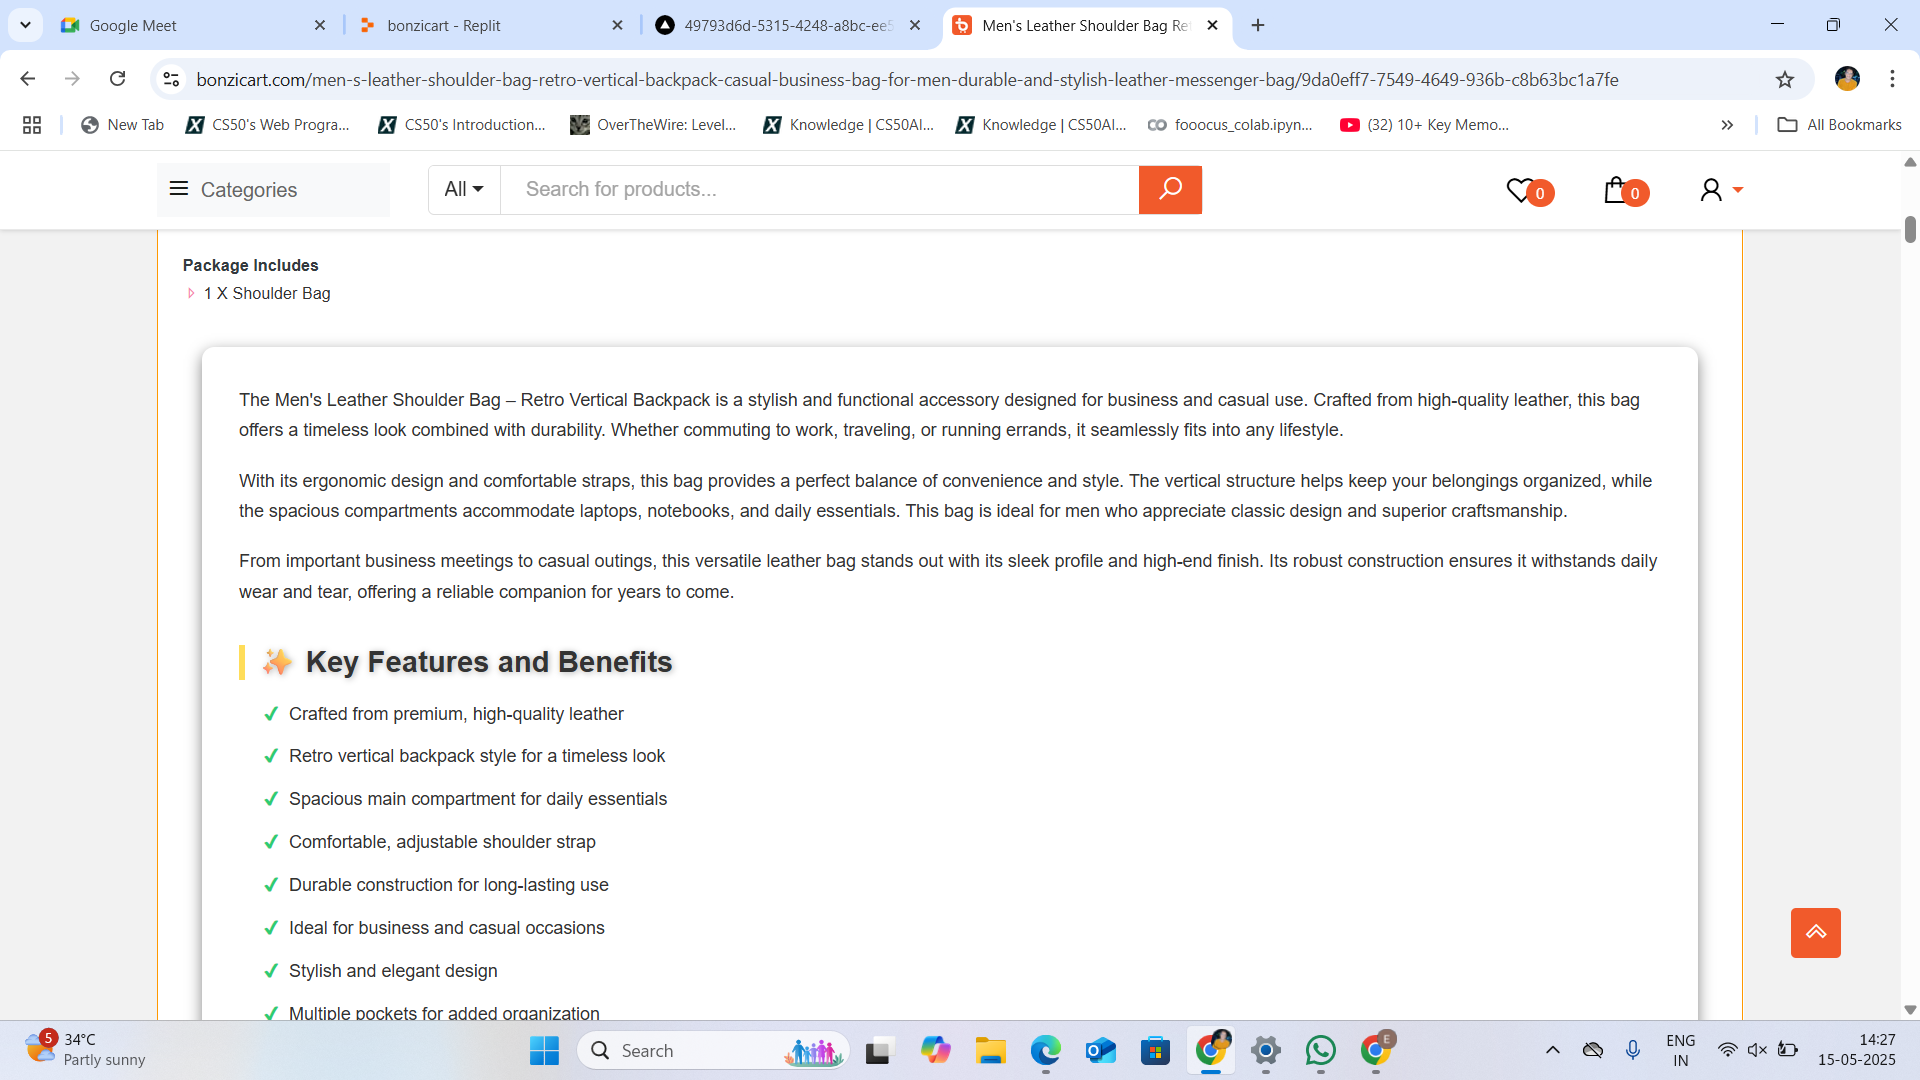 Google Meet
bonzicart - Replit
49793d6d-5315-4248-a8bc-ee5
Men's Leather Shoulder Bag Ret
bonzicart.com/men-s-leather-shoulder-bag-retro-vertical-backpack-casual-business-bag-for-men-durable-and-stylish-leather-messenger-bag/9da0eff7-7549-4649-936b-c8b63bc1a7fe
New Tab
CS50's Web Progra...
CS50's Introduction...
OverTheWire: Level...
Knowledge | CS50AI...
Knowledge | CS50AI...
fooocus_colab.ipyn...
(32) 10+ Key Memo...
All Bookmarks
Categories
All
Search for products...
0
0
Package Includes
1 X Shoulder Bag
The Men's Leather Shoulder Bag – Retro Vertical Backpack is a stylish and functional accessory designed for business and casual use. Crafted from high-quality leather, this bag
offers a timeless look combined with durability. Whether commuting to work, traveling, or running errands, it seamlessly fits into any lifestyle.
With its ergonomic design and comfortable straps, this bag provides a perfect balance of convenience and style. The vertical structure helps keep your belongings organized, while
the spacious compartments accommodate laptops, notebooks, and daily essentials. This bag is ideal for men who appreciate classic design and superior craftsmanship.
From important business meetings to casual outings, this versatile leather bag stands out with its sleek profile and high-end finish. Its robust construction ensures it withstands daily
wear and tear, offering a reliable companion for years to come.
✨ Key Features and Benefits
✔ Crafted from premium, high-quality leather
✔ Retro vertical backpack style for a timeless look
✔ Spacious main compartment for daily essentials
✔ Comfortable, adjustable shoulder strap
✔ Durable construction for long-lasting use
✔ Ideal for business and casual occasions
✔ Stylish and elegant design
✔ Multiple pockets for added organization
5
34°C
Partly sunny
Search
E
ENG
IN
14:27
15-05-2025